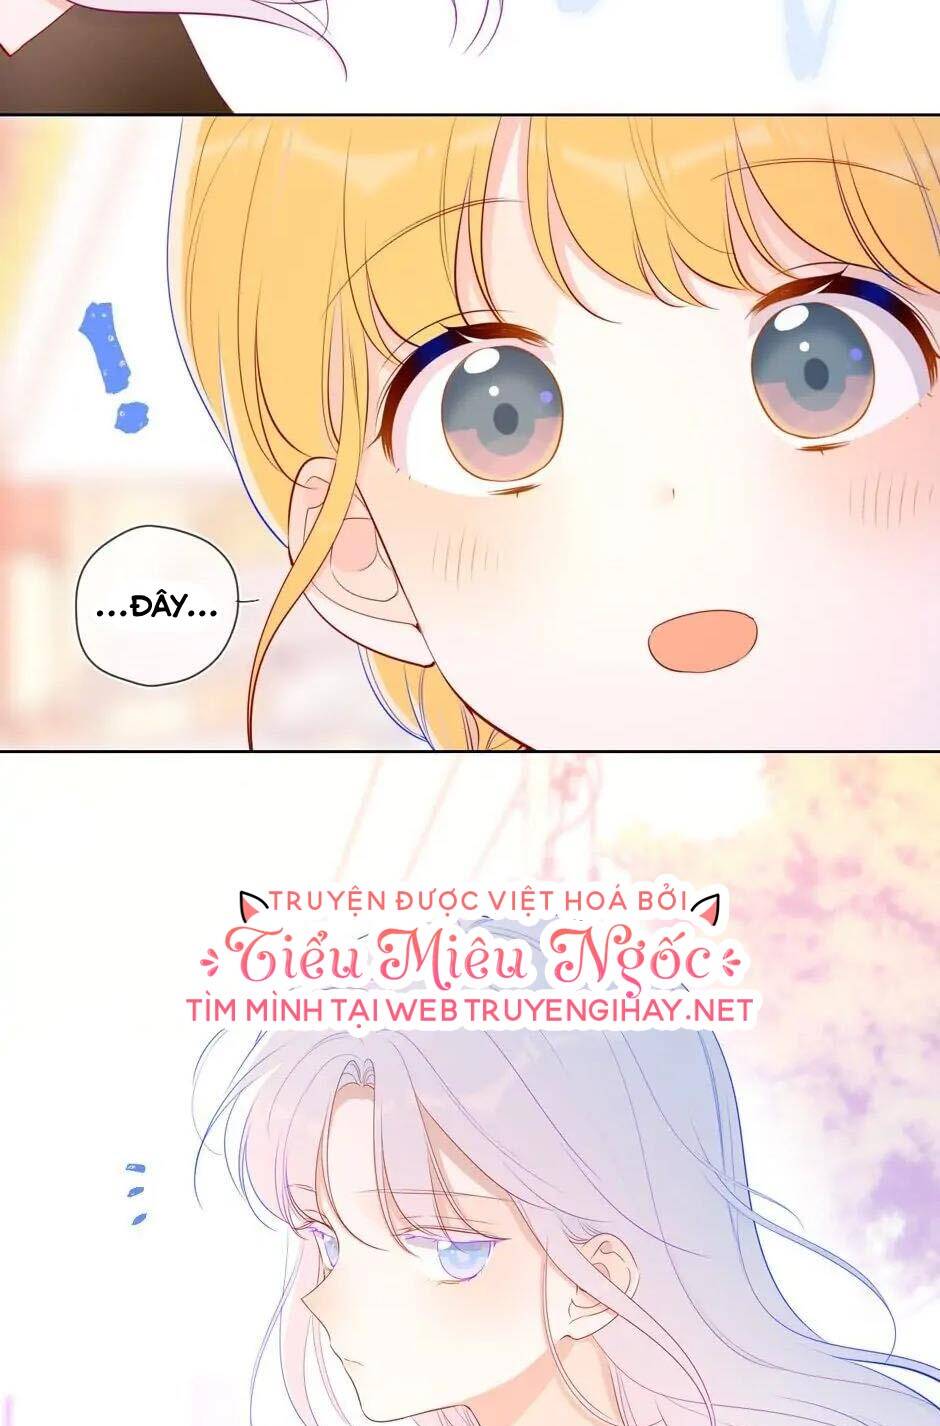 ...ĐÂY...
TRUYỆN ĐƯỢC VIỆT HOÁ BỞI
Tiểu Miêu Ngốc
TÌM MÌNH TẠI WEB TRUYENGIHAY.NET